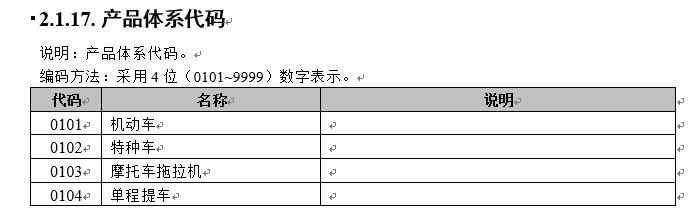 2.1.17. 产品体系代码
说明：产品体系代码。
编码方法：采用 4 位（0101~9999）数字表示。
代码 名称 说明
0101 机动车
0102 特种车
0103 摩托车拖拉机
0104 单程提车